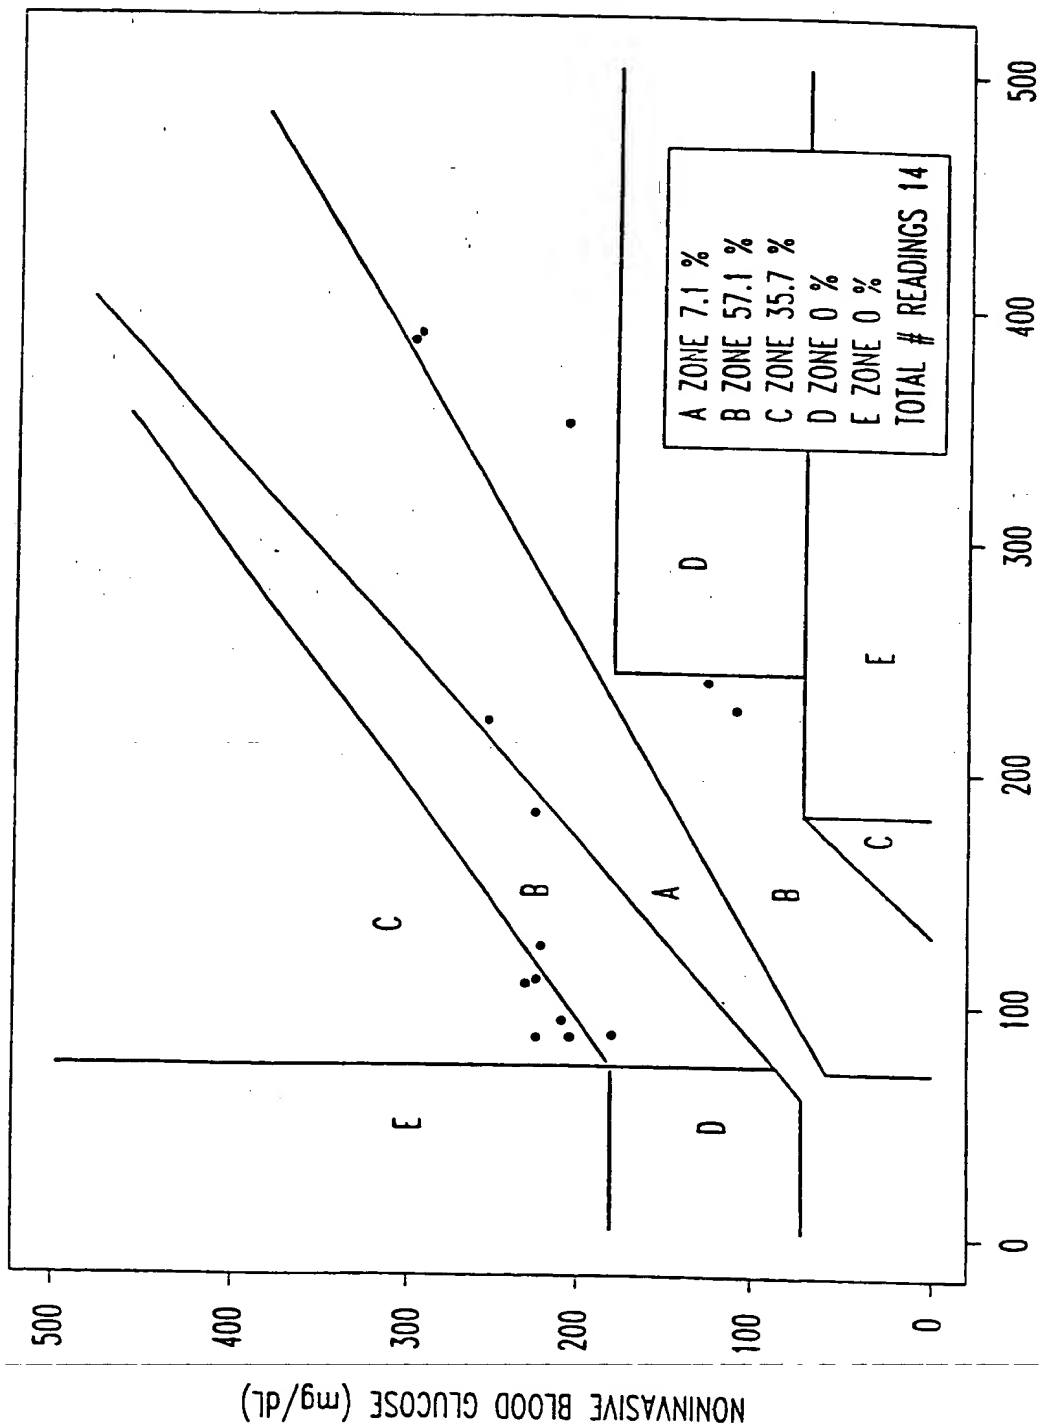 NONINVASIVE BLOOD GLUCOSE (mg/dL)
500
400
300
200
100
0
0
100
200
300
400
500
E
D
C
B
A
B
C
D
E
A ZONE 7.1 %
B ZONE 57.1 %
C ZONE 35.7 %
D ZONE 0 %
E ZONE 0 %
TOTAL # READINGS 14